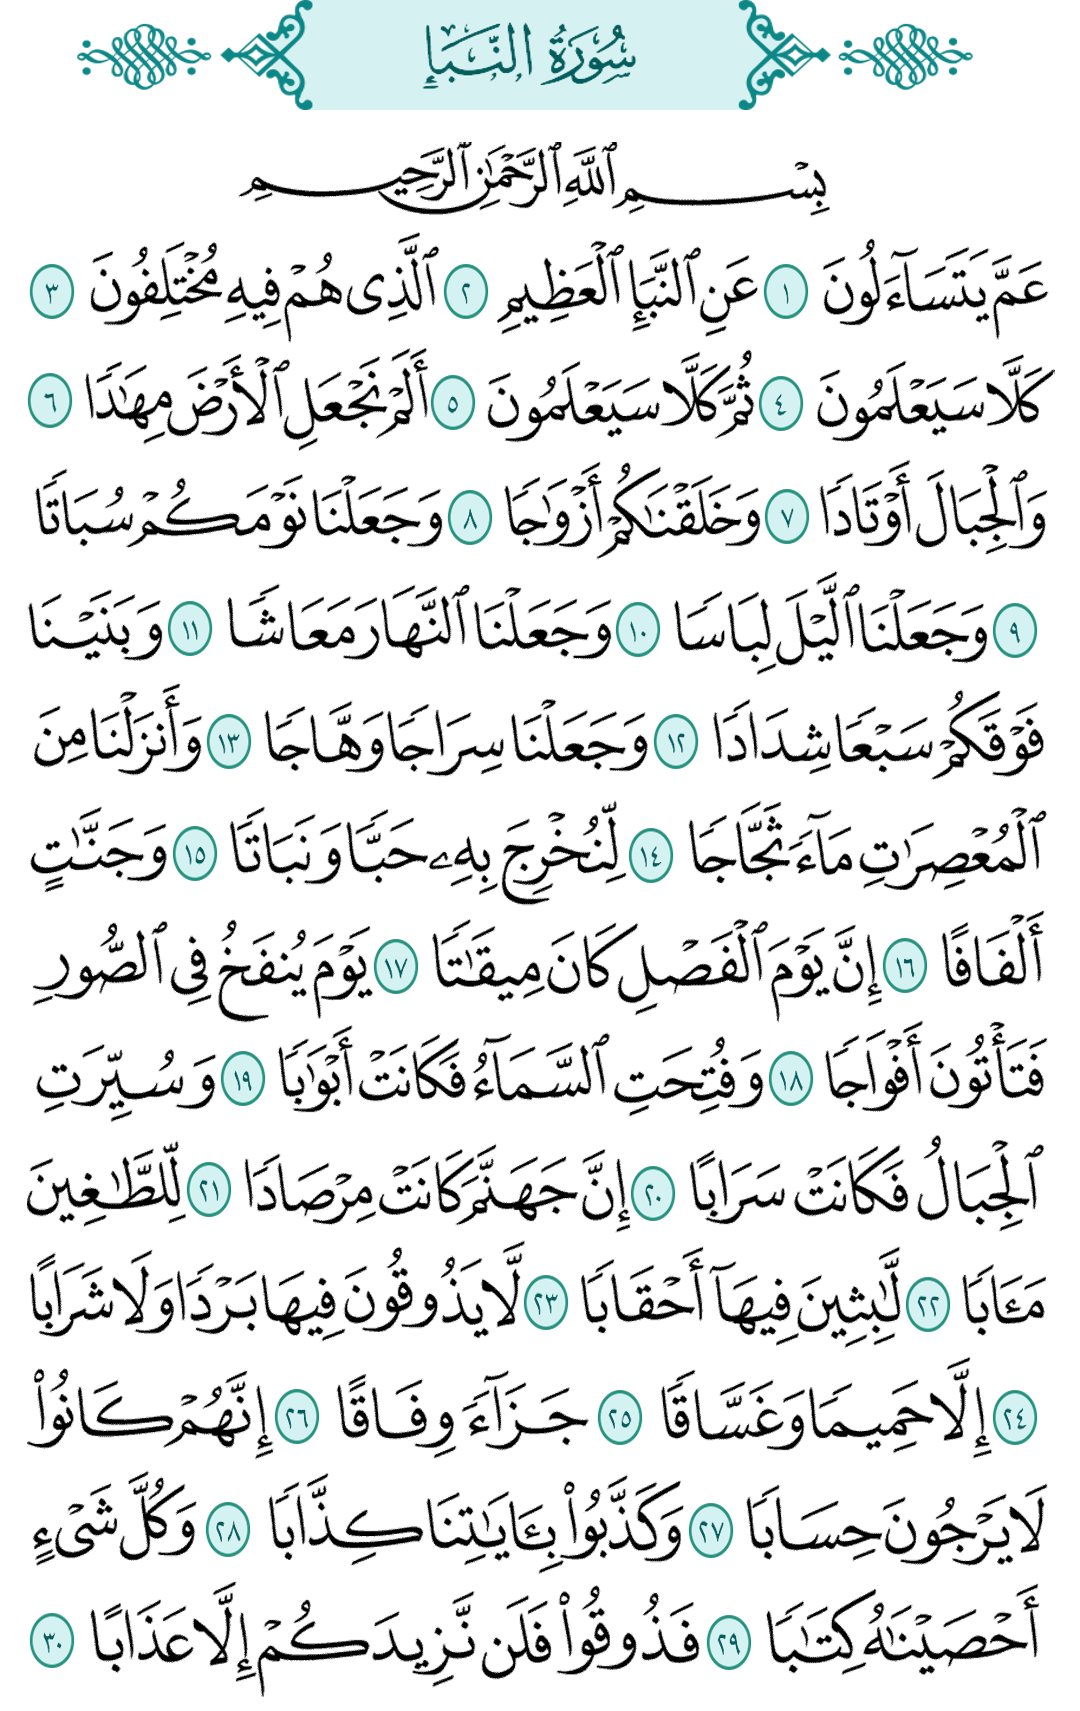 سُورَةُ النَّبَإِ
بِسْمِ ٱللَّهِ ٱلرَّحْمَٰنِ ٱلرَّحِيمِ
عَمَّ يَتَسَآءَلُونَ ١ عَنِ ٱلنَّبَإِ ٱلْعَظِيمِ ٢ ٱلَّذِى هُمْ فِيهِ مُخْتَلِفُونَ ٣
كَلَّا سَيَعْلَمُونَ ٤ ثُمَّ كَلَّا سَيَعْلَمُونَ ٥ أَلَمْ نَجْعَلِ ٱلْأَرْضَ مِهَٰدًا ٦
وَٱلْجِبَالَ أَوْتَادًا ٧ وَخَلَقْنَٰكُمْ أَزْوَٰجًا ٨ وَجَعَلْنَا نَوْمَكُمْ سُبَاتًا
٩ وَجَعَلْنَا ٱلَّيْلَ لِبَاسًا ١٠ وَجَعَلْنَا ٱلنَّهَارَ مَعَاشًا ١١ وَبَنَيْنَا
فَوْقَكُمْ سَبْعًا شِدَادًا ١٢ وَجَعَلْنَا سِرَاجًا وَهَّاجًا ١٣ وَأَنزَلْنَا مِنَ
ٱلْمُعْصِرَٰتِ مَآءً ثَجَّاجًا ١٤ لِّنُخْرِجَ بِهِۦ حَبًّا وَنَبَاتًا ١٥ وَجَنَّٰتٍ
أَلْفَافًا ١٦ إِنَّ يَوْمَ ٱلْفَصْلِ كَانَ مِيقَٰتًا ١٧ يَوْمَ يُنفَخُ فِى ٱلصُّورِ
فَتَأْتُونَ أَفْوَاجًا ١٨ وَفُتِحَتِ ٱلسَّمَآءُ فَكَانَتْ أَبْوَٰبًا ١٩ وَسُيِّرَتِ
ٱلْجِبَالُ فَكَانَتْ سَرَابًا ٢٠ إِنَّ جَهَنَّمَ كَانَتْ مِرْصَادًا ٢١ لِّلطَّٰغِينَ
مَـَٔابًا ٢٢ لَّٰبِثِينَ فِيهَآ أَحْقَابًا ٢٣ لَّا يَذُوقُونَ فِيهَا بَرْدًا وَلَا شَرَابًا
٢٤ إِلَّا حَمِيمًا وَغَسَّاقًا ٢٥ جَزَآءً وِفَاقًا ٢٦ إِنَّهُمْ كَانُوا۟
لَا يَرْجُونَ حِسَابًا ٢٧ وَكَذَّبُوا۟ بِـَٔايَٰتِنَا كِذَّابًا ٢٨ وَكُلَّ شَىْءٍ
أَحْصَيْنَٰهُ كِتَٰبًا ٢٩ فَذُوقُوا۟ فَلَن نَّزِيدَكُمْ إِلَّا عَذَابًا ٣٠